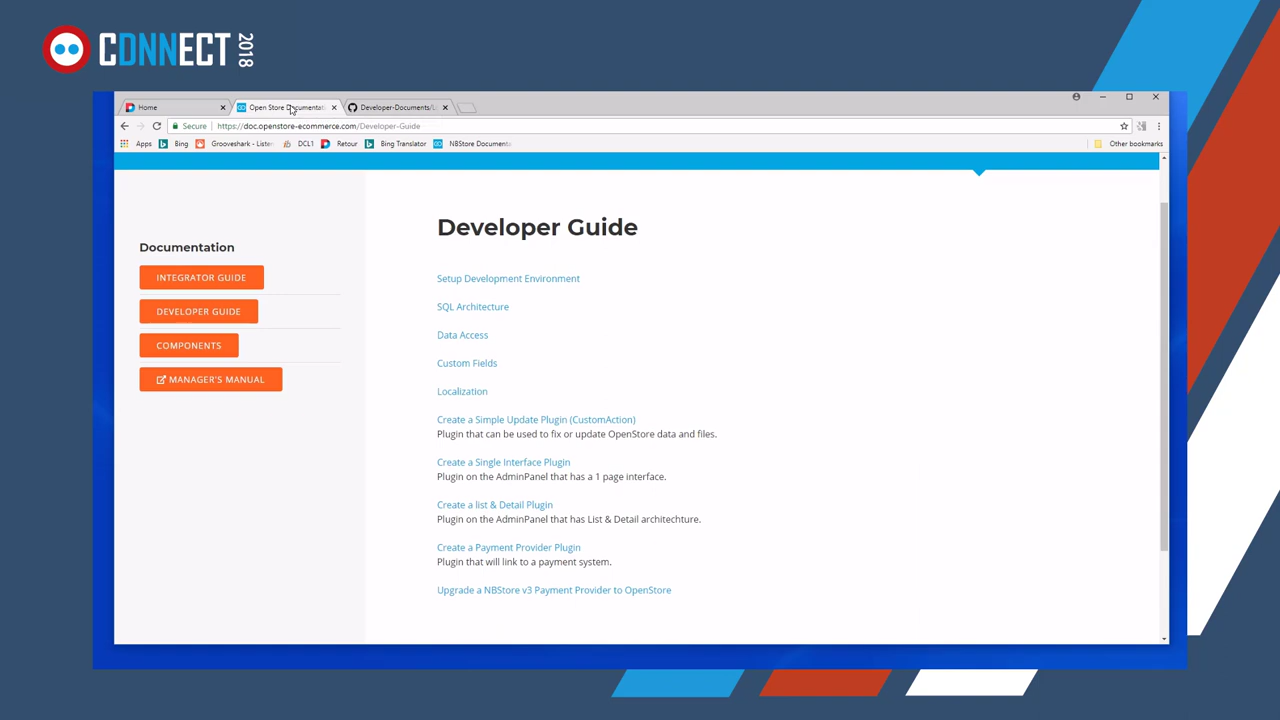 CDNNECT 2018
Home
Open Store Documentati
Developer-Documents/Li
Secure
https://doc.openstore-ecommerce.com/Developer-Guide
Apps
Bing
Grooveshark - Listen
DCL1
Retour
Bing Translator
NBStore Documenta
Other bookmarks
Documentation
INTEGRATOR GUIDE
DEVELOPER GUIDE
COMPONENTS
MANAGER'S MANUAL
Developer Guide
Setup Development Environment
SQL Architecture
Data Access
Custom Fields
Localization
Create a Simple Update Plugin (CustomAction)
Plugin that can be used to fix or update OpenStore data and files.
Create a Single Interface Plugin
Plugin on the AdminPanel that has a 1 page interface.
Create a list & Detail Plugin
Plugin on the AdminPanel that has List & Detail architechture.
Create a Payment Provider Plugin
Plugin that will link to a payment system.
Upgrade a NBStore v3 Payment Provider to OpenStore